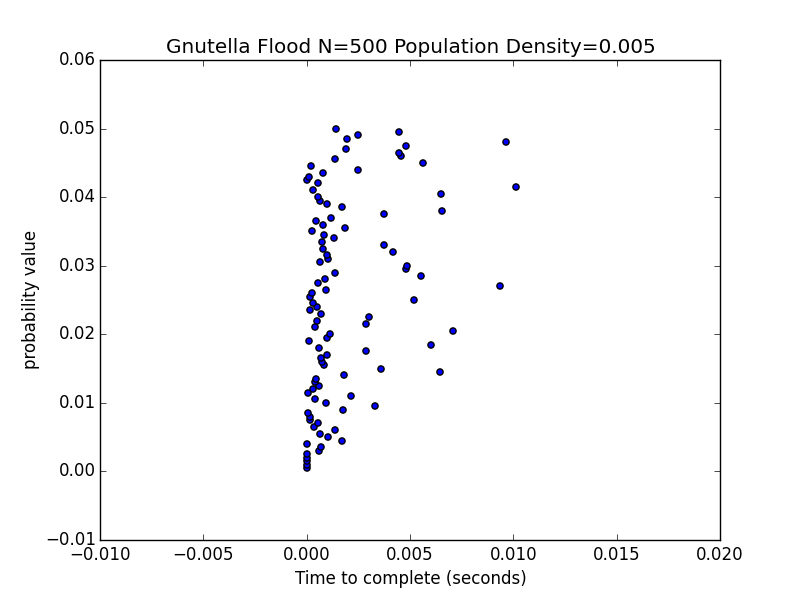 Gnutella Flood N=500 Population Density=0.005
0.06
0.05
0.04
0.03
0.02
0.01
0.00
−0.01
probability value
−0.010 −0.005 0.000 0.005 0.010 0.015 0.020
Time to complete (seconds)